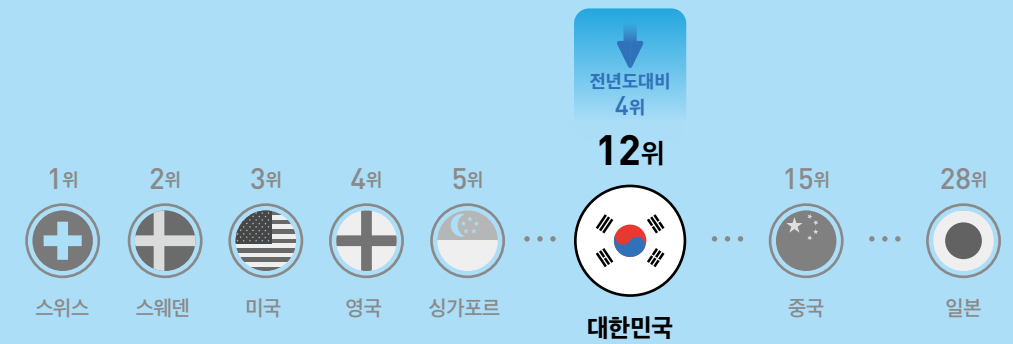 전년도대비
4위
12위
1위
2위
3위
4위
5위
15위
28위
스위스
스웨덴
미국
영국
싱가포르
대한민국
중국
일본